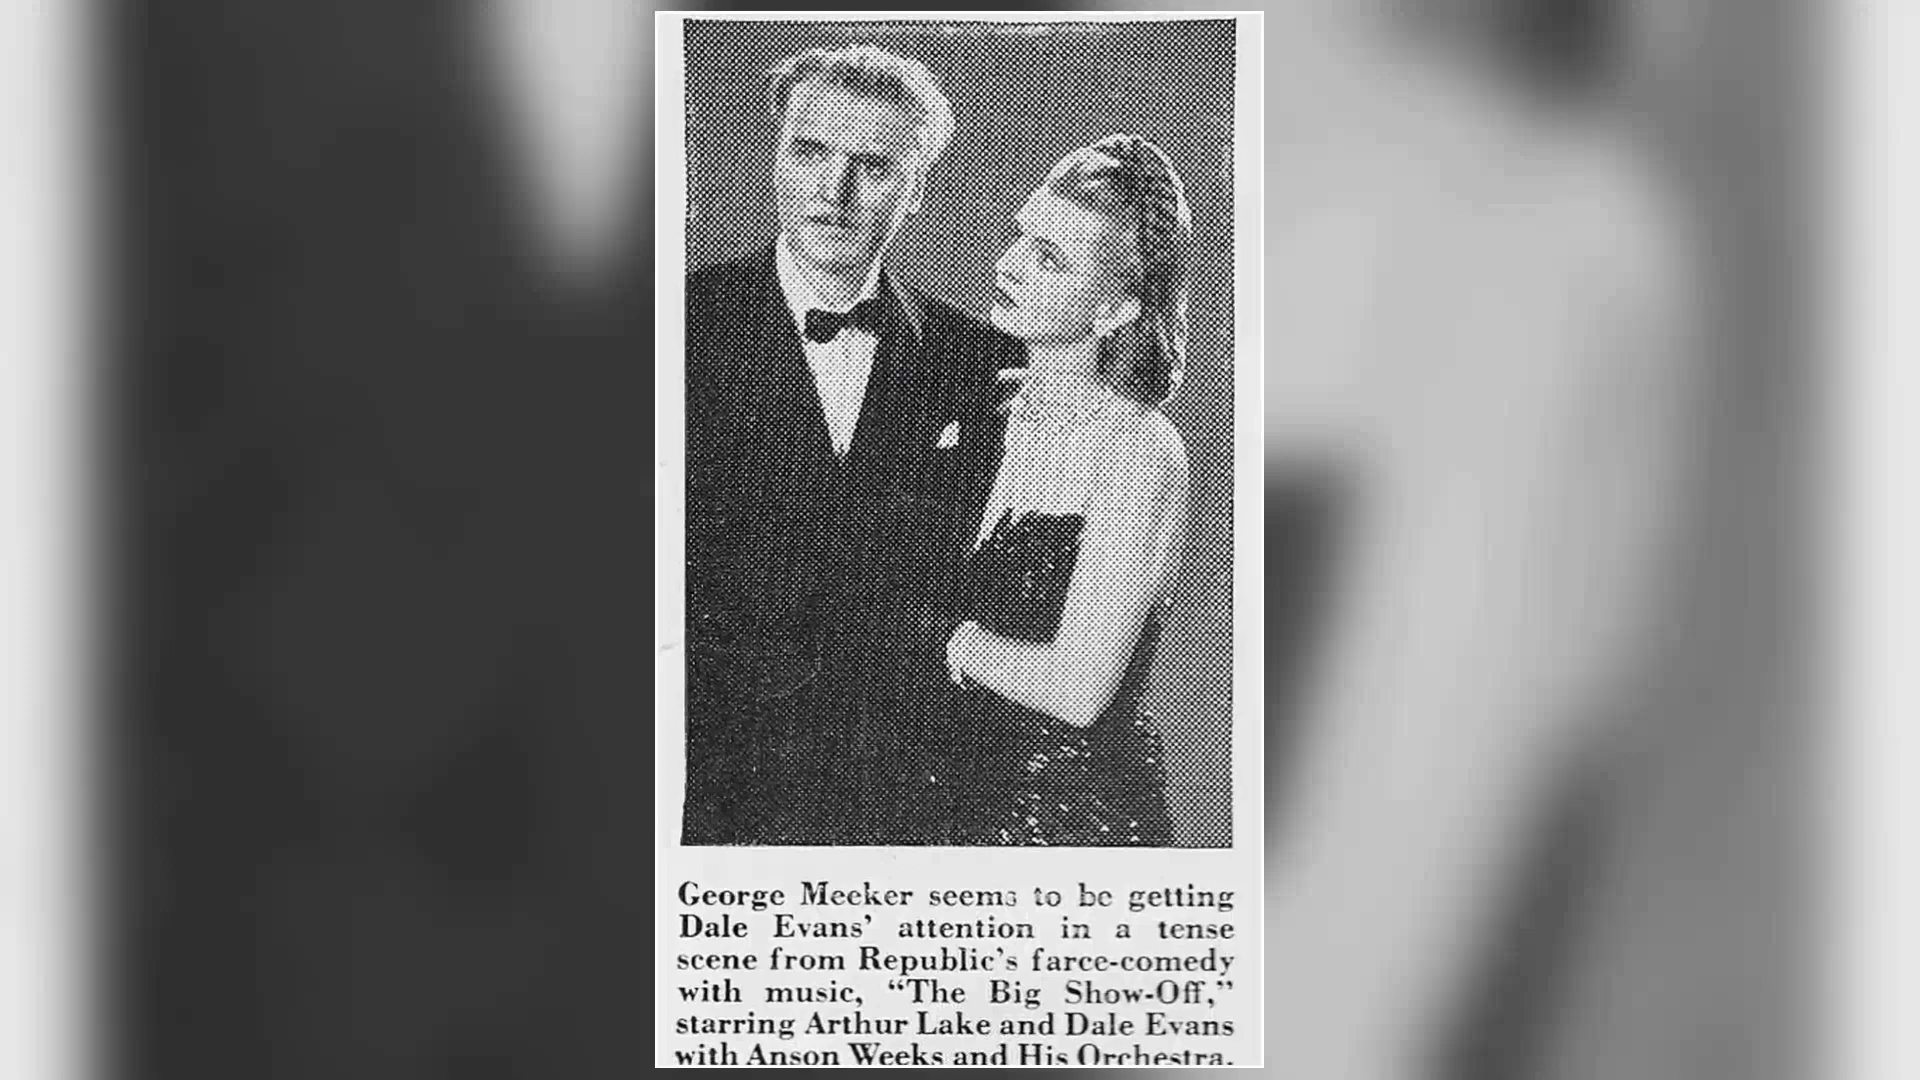 George Meeker seems to be getting
Dale Evans’ attention in a tense
scene from Republic’s farce-comedy
with music, “The Big Show-Off,”
starring Arthur Lake and Dale Evans
with Anson Weeks and His Orchestra.